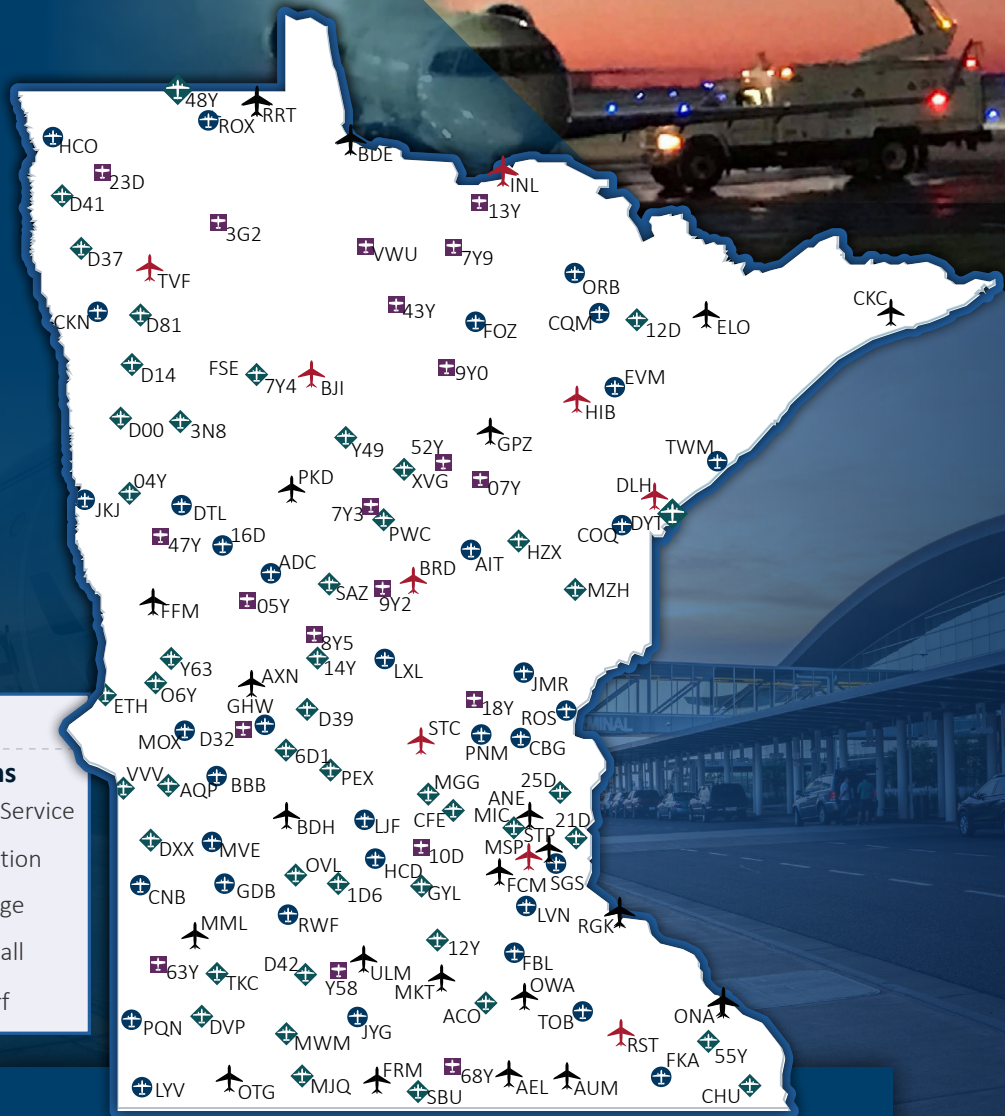 48Y
RRT
ROX
HCO
BDE
23D
INL
D41
13Y
3G2
D37
VWU
7Y9
TVF
ORB
43Y
CKC
CKN
D81
FOZ
CQM
12D
ELO
D14
FSE
7Y4
BJI
9Y0
EVM
HIB
D00
3N8
Y49
52Y
GPZ
TWM
XVG
07Y
04Y
PKD
DLH
JKJ
DTL
7Y3
PWC
COQ
DYT
47Y
16D
HZX
ADC
BRD
AIT
SAZ
MZH
FFM
05Y
9Y2
8Y5
Y63
14Y
LXL
O6Y
AXN
JMR
ETH
GHW
D39
18Y
ROS
MOX
D32
STC
PNM
CBG
6D1
PEX
VVV
AQP
BBB
MGG
25D
ANE
BDH
LJF
CFE
MIC
21D
STP
DXX
MVE
10D
MSP
HCD
OVL
FCM
SGS
CNB
GDB
1D6
GYL
RWF
LVN
RGK
MML
12Y
FBL
63Y
TKC
D42
Y58
ULM
MKT
OWA
ACO
TOB
ONA
PQN
DVP
JYG
MWM
RST
55Y
FKA
LYV
OTG
MJQ
FRM
68Y
SBU
AEL
AUM
CHU
Service
all
MINAL